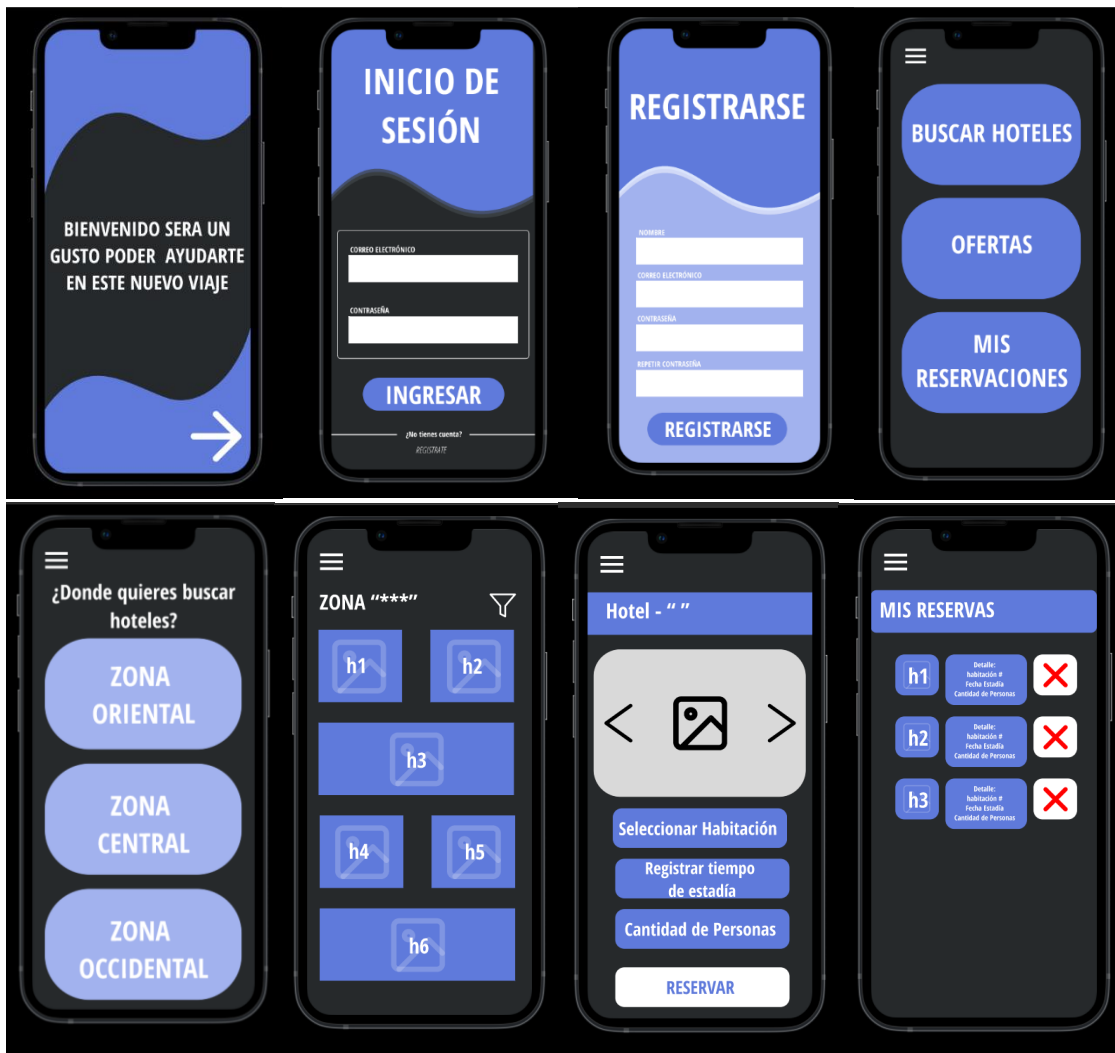 BIENVENIDO SERA UN
GUSTO PODER AYUDARTE
EN ESTE NUEVO VIAJE
INICIO DE
SESIÓN
CORREO ELECTRÓNICO
CONTRASEÑA
INGRESAR
¿No tienes cuenta?
REGISTRATE
REGISTRARSE
NOMBRE
CORREO ELECTRÓNICO
CONTRASEÑA
REPETIR CONTRASEÑA
REGISTRARSE
BUSCAR HOTELES
OFERTAS
MIS
RESERVACIONES
¿Donde quieres buscar
hoteles?
ZONA
ORIENTAL
ZONA
CENTRAL
ZONA
OCCIDENTAL
ZONA “***”
h1
h2
h3
h4
h5
h6
Hotel - “ ”
Seleccionar Habitación
Registrar tiempo
de estadía
Cantidad de Personas
RESERVAR
MIS RESERVAS
h1
Detalle:
habitación #
Fecha Estadía
Cantidad de Personas
h2
Detalle:
habitación #
Fecha Estadía
Cantidad de Personas
h3
Detalle:
habitación #
Fecha Estadía
Cantidad de Personas